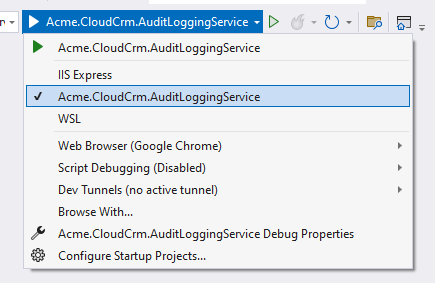 Acme.CloudCrm.AuditLoggingService
Acme.CloudCrm.AuditLoggingService
IIS Express
Acme.CloudCrm.AuditLoggingService
WSL
Web Browser (Google Chrome)
Script Debugging (Disabled)
Dev Tunnels (no active tunnel)
Browse With...
Acme.CloudCrm.AuditLoggingService Debug Properties
Configure Startup Projects...